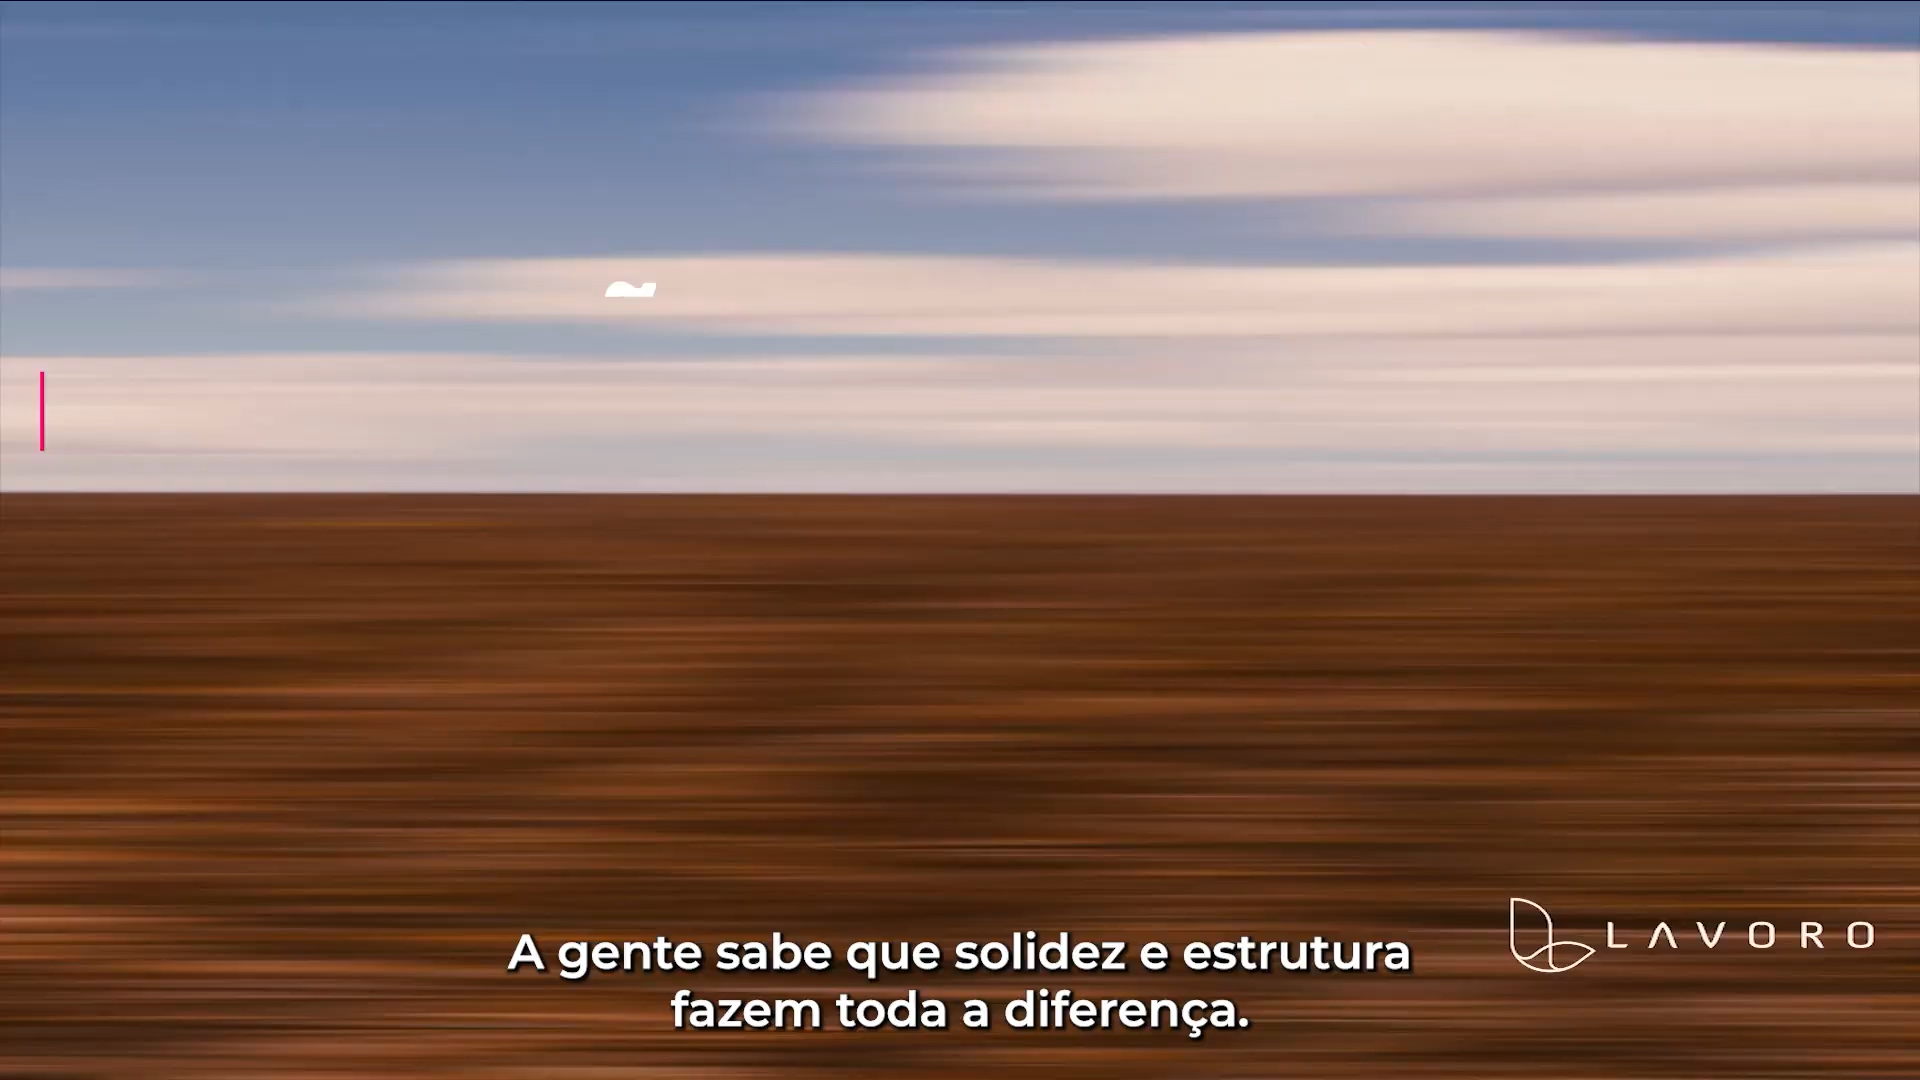 A gente sabe que solidez e estrutura
fazem toda a diferença.
LAVORO